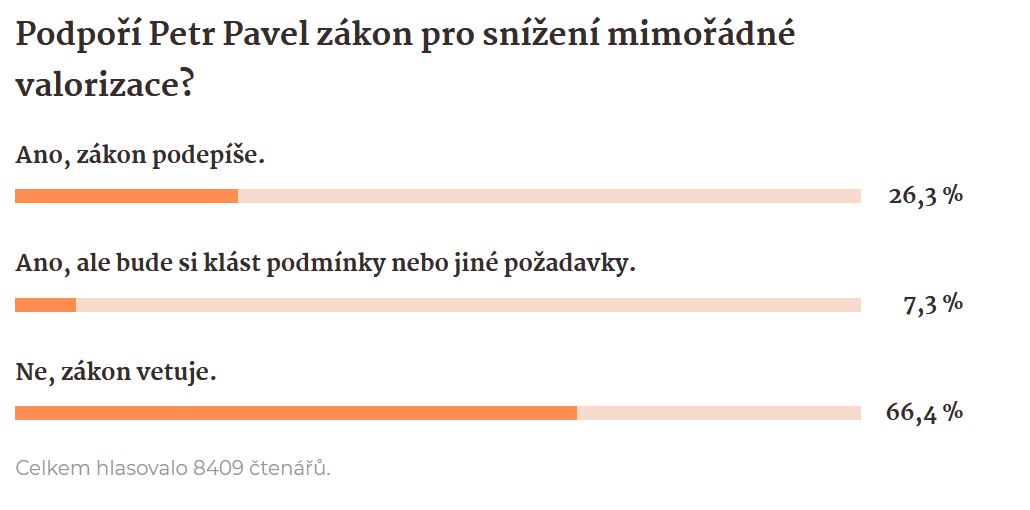 Podpoří Petr Pavel zákon pro snížení mimořádné
valorizace?
Ano, zákon podepíše.
26,3 %
Ano, ale bude si klást podmínky nebo jiné požadavky.
7,3 %
Ne, zákon vetuje.
66,4 %
Celkem hlasovalo 8409 čtenářů.